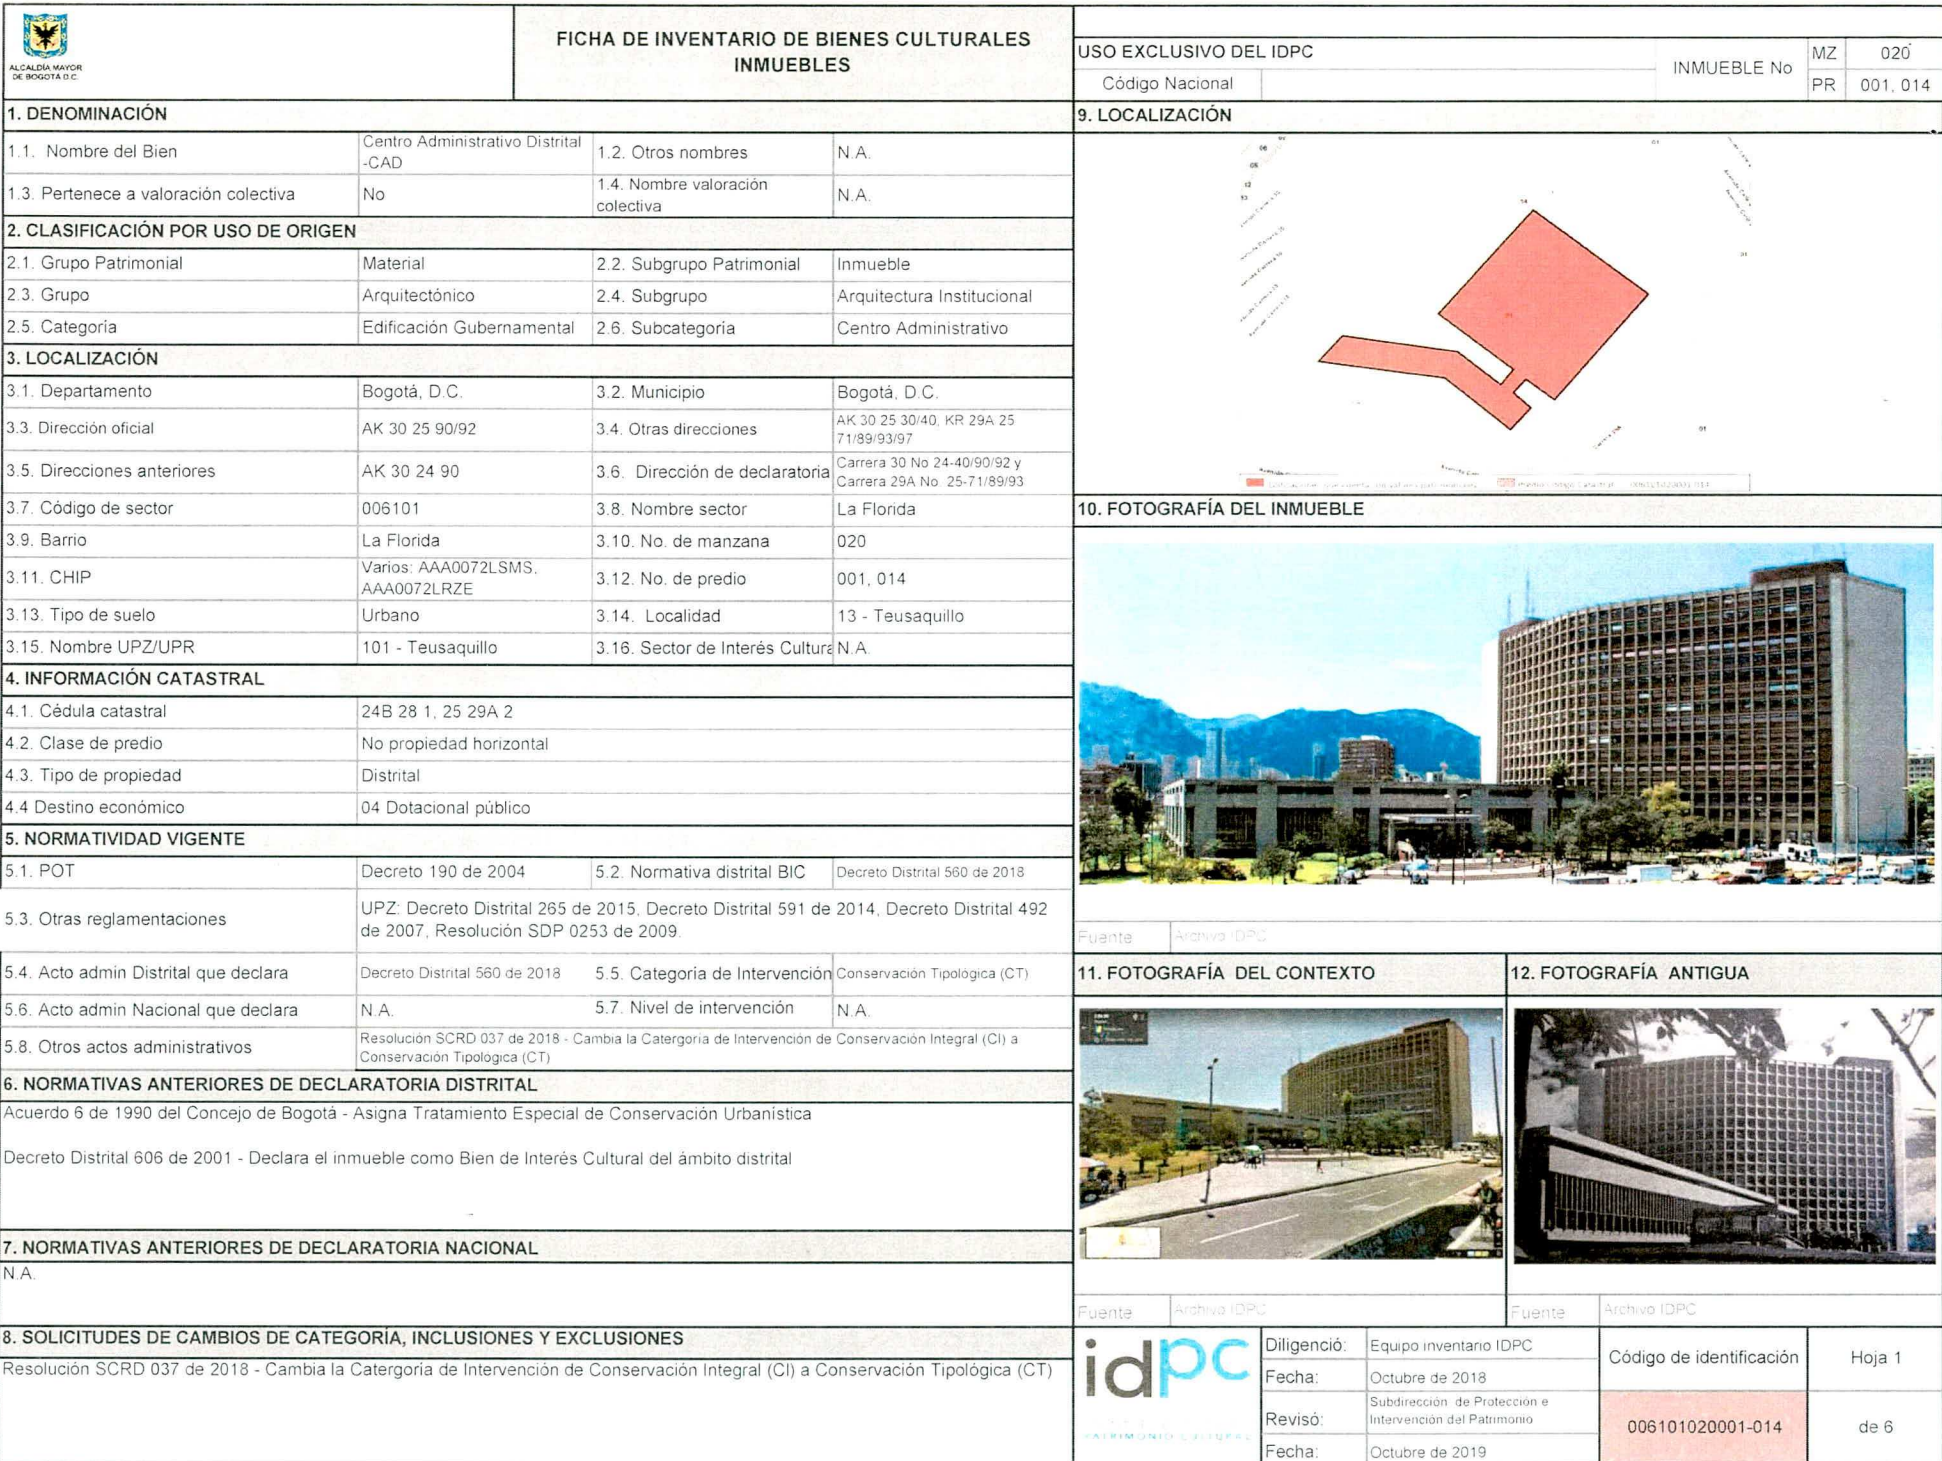 ALCALDÍA MAYOR
DE BOGOTÁ D.C.
FICHA DE INVENTARIO DE BIENES CULTURALES
INMUEBLES
USO EXCLUSIVO DEL IDPC
Código Nacional
INMUEBLE No
MZ 020
PR 001, 014
1. DENOMINACIÓN
1.1. Nombre del Bien
Centro Administrativo Distrital
-CAD
1.2. Otros nombres
N.A.
1.3. Pertenece a valoración colectiva
No
1.4. Nombre valoración
colectiva
N.A.
2. CLASIFICACIÓN POR USO DE ORIGEN
2.1. Grupo Patrimonial
Material
2.2. Subgrupo Patrimonial
Inmueble
2.3. Grupo
Arquitectónico
2.4. Subgrupo
Arquitectura Institucional
2.5. Categoría
Edificación Gubernamental
2.6. Subcategoría
Centro Administrativo
3. LOCALIZACIÓN
3.1. Departamento
Bogotá, D.C.
3.2. Municipio
Bogotá, D.C.
3.3. Dirección oficial
AK 30 25 90/92
3.4. Otras direcciones
AK 30 25 30/40, KR 29A 25
71/89/93/97
3.5. Direcciones anteriores
AK 30 24 90
3.6. Dirección de declaratoria
Carrera 30 No 24-40/90/92 y
Carrera 29A No. 25-71/89/93
3.7. Código de sector
006101
3.8. Nombre sector
La Florida
3.9. Barrio
La Florida
3.10. No. de manzana
020
3.11. CHIP
Varios: AAA0072LSMS,
AAA0072LRZE
3.12. No. de predio
001, 014
3.13. Tipo de suelo
Urbano
3.14. Localidad
13 - Teusaquillo
3.15. Nombre UPZ/UPR
101 - Teusaquillo
3.16. Sector de Interés Cultura
N.A.
4. INFORMACIÓN CATASTRAL
4.1. Cédula catastral
24B 28 1, 25 29A 2
4.2. Clase de predio
No propiedad horizontal
4.3. Tipo de propiedad
Distrital
4.4 Destino económico
04 Dotacional público
5. NORMATIVIDAD VIGENTE
5.1. POT
Decreto 190 de 2004
5.2. Normativa distrital BIC
Decreto Distrital 560 de 2018
5.3. Otras reglamentaciones
UPZ: Decreto Distrital 265 de 2015, Decreto Distrital 591 de 2014, Decreto Distrital 492
de 2007, Resolución SDP 0253 de 2009.
5.4. Acto admin Distrital que declara
Decreto Distrital 560 de 2018
5.5. Categoría de Intervención
Conservación Tipológica (CT)
5.6. Acto admin Nacional que declara
N.A.
5.7. Nivel de intervención
N.A.
5.8. Otros actos administrativos
Resolución SCRD 037 de 2018 - Cambia la Catergoría de Intervención de Conservación Integral (CI) a
Conservación Tipológica (CT)
6. NORMATIVAS ANTERIORES DE DECLARATORIA DISTRITAL
Acuerdo 6 de 1990 del Concejo de Bogotá - Asigna Tratamiento Especial de Conservación Urbanística
Decreto Distrital 606 de 2001 - Declara el inmueble como Bien de Interés Cultural del ámbito distrital
7. NORMATIVAS ANTERIORES DE DECLARATORIA NACIONAL
N.A.
8. SOLICITUDES DE CAMBIOS DE CATEGORÍA, INCLUSIONES Y EXCLUSIONES
Resolución SCRD 037 de 2018 - Cambia la Catergoría de Intervención de Conservación Integral (CI) a Conservación Tipológica (CT)
9. LOCALIZACIÓN
06
05
12
13
14
01
01
01
Carrera 29A
10. FOTOGRAFÍA DEL INMUEBLE
Fuente
Archivo IDPC
11. FOTOGRAFÍA DEL CONTEXTO
12. FOTOGRAFÍA ANTIGUA
Fuente
Archivo IDPC
Fuente
Archivo IDPC
idpc
PATRIMONIO CULTURAL
Diligenció:
Equipo inventario IDPC
Fecha:
Octubre de 2018
Revisó:
Subdirección de Protección e
Intervención del Patrimonio
Fecha:
Octubre de 2019
Código de identificación
006101020001-014
Hoja 1
de 6